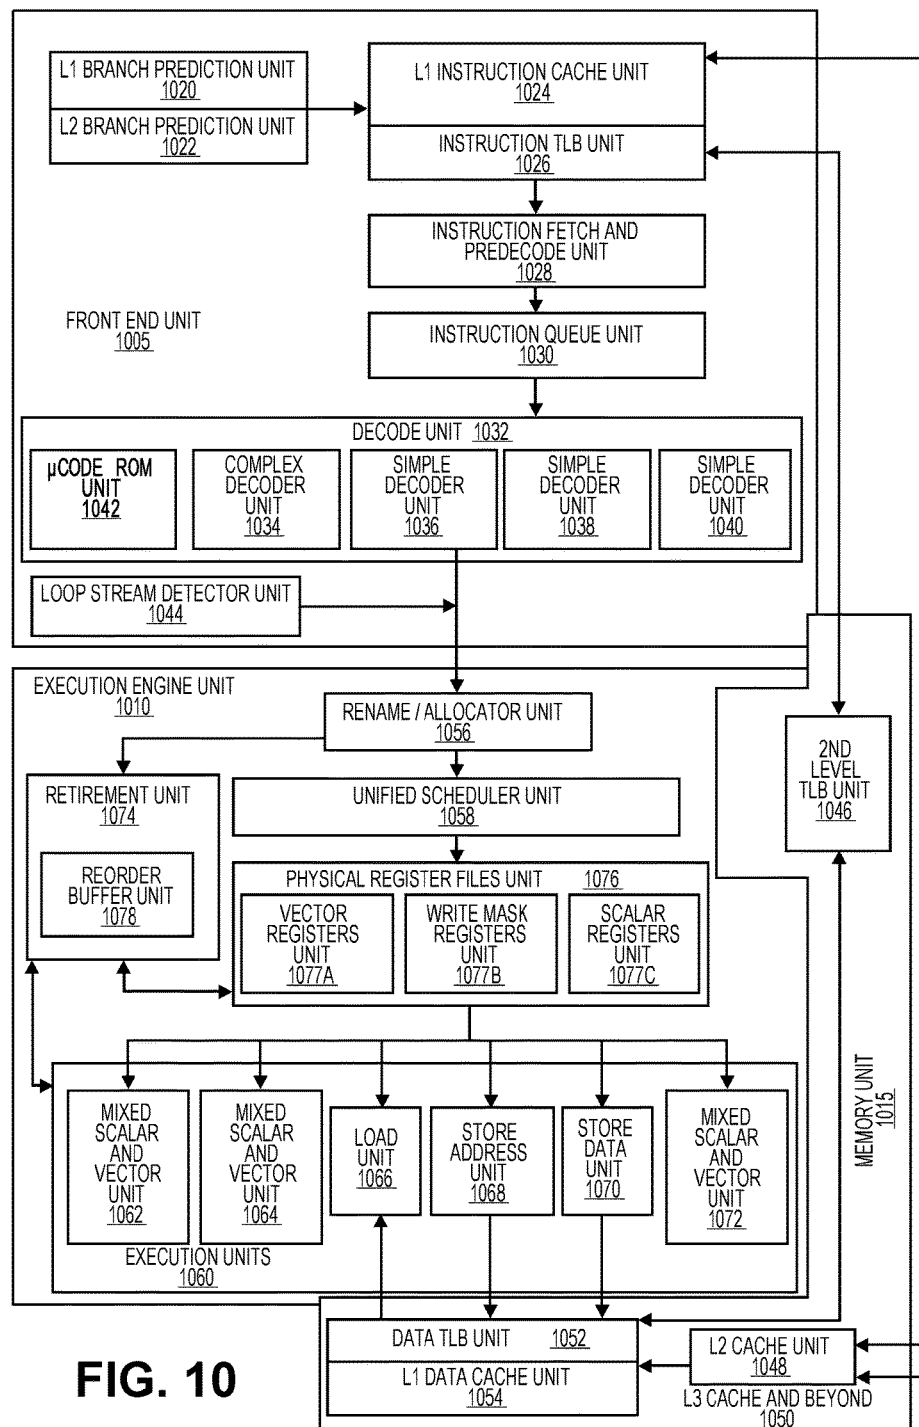 L1 BRANCH PREDICTION UNIT
1020
L2 BRANCH PREDICTION UNIT
1022
L1 INSTRUCTION CACHE UNIT
1024
INSTRUCTION TLB UNIT
1026
INSTRUCTION FETCH AND
PREDECODE UNIT
1028
FRONT END UNIT
1005
INSTRUCTION QUEUE UNIT
1030
DECODE UNIT 1032
µCODE ROM
UNIT
1042
COMPLEX
DECODER
UNIT
1034
SIMPLE
DECODER
UNIT
1036
SIMPLE
DECODER
UNIT
1038
SIMPLE
DECODER
UNIT
1040
LOOP STREAM DETECTOR UNIT
1044
EXECUTION ENGINE UNIT
1010
RENAME / ALLOCATOR UNIT
1056
2ND
LEVEL
TLB UNIT
1046
RETIREMENT UNIT
1074
REORDER
BUFFER UNIT
1078
UNIFIED SCHEDULER UNIT
1058
PHYSICAL REGISTER FILES UNIT 1076
VECTOR
REGISTERS
UNIT
1077A
WRITE MASK
REGISTERS
UNIT
1077B
SCALAR
REGISTERS
UNIT
1077C
MEMORY UNIT
1015
MIXED
SCALAR
AND
VECTOR
UNIT
1062
MIXED
SCALAR
AND
VECTOR
UNIT
1064
LOAD
UNIT
1066
STORE
ADDRESS
UNIT
1068
STORE
DATA
UNIT
1070
MIXED
SCALAR
AND
VECTOR
UNIT
1072
EXECUTION UNITS
1060
DATA TLB UNIT 1052
L1 DATA CACHE UNIT
1054
L2 CACHE UNIT
1048
L3 CACHE AND BEYOND
1050
FIG. 10